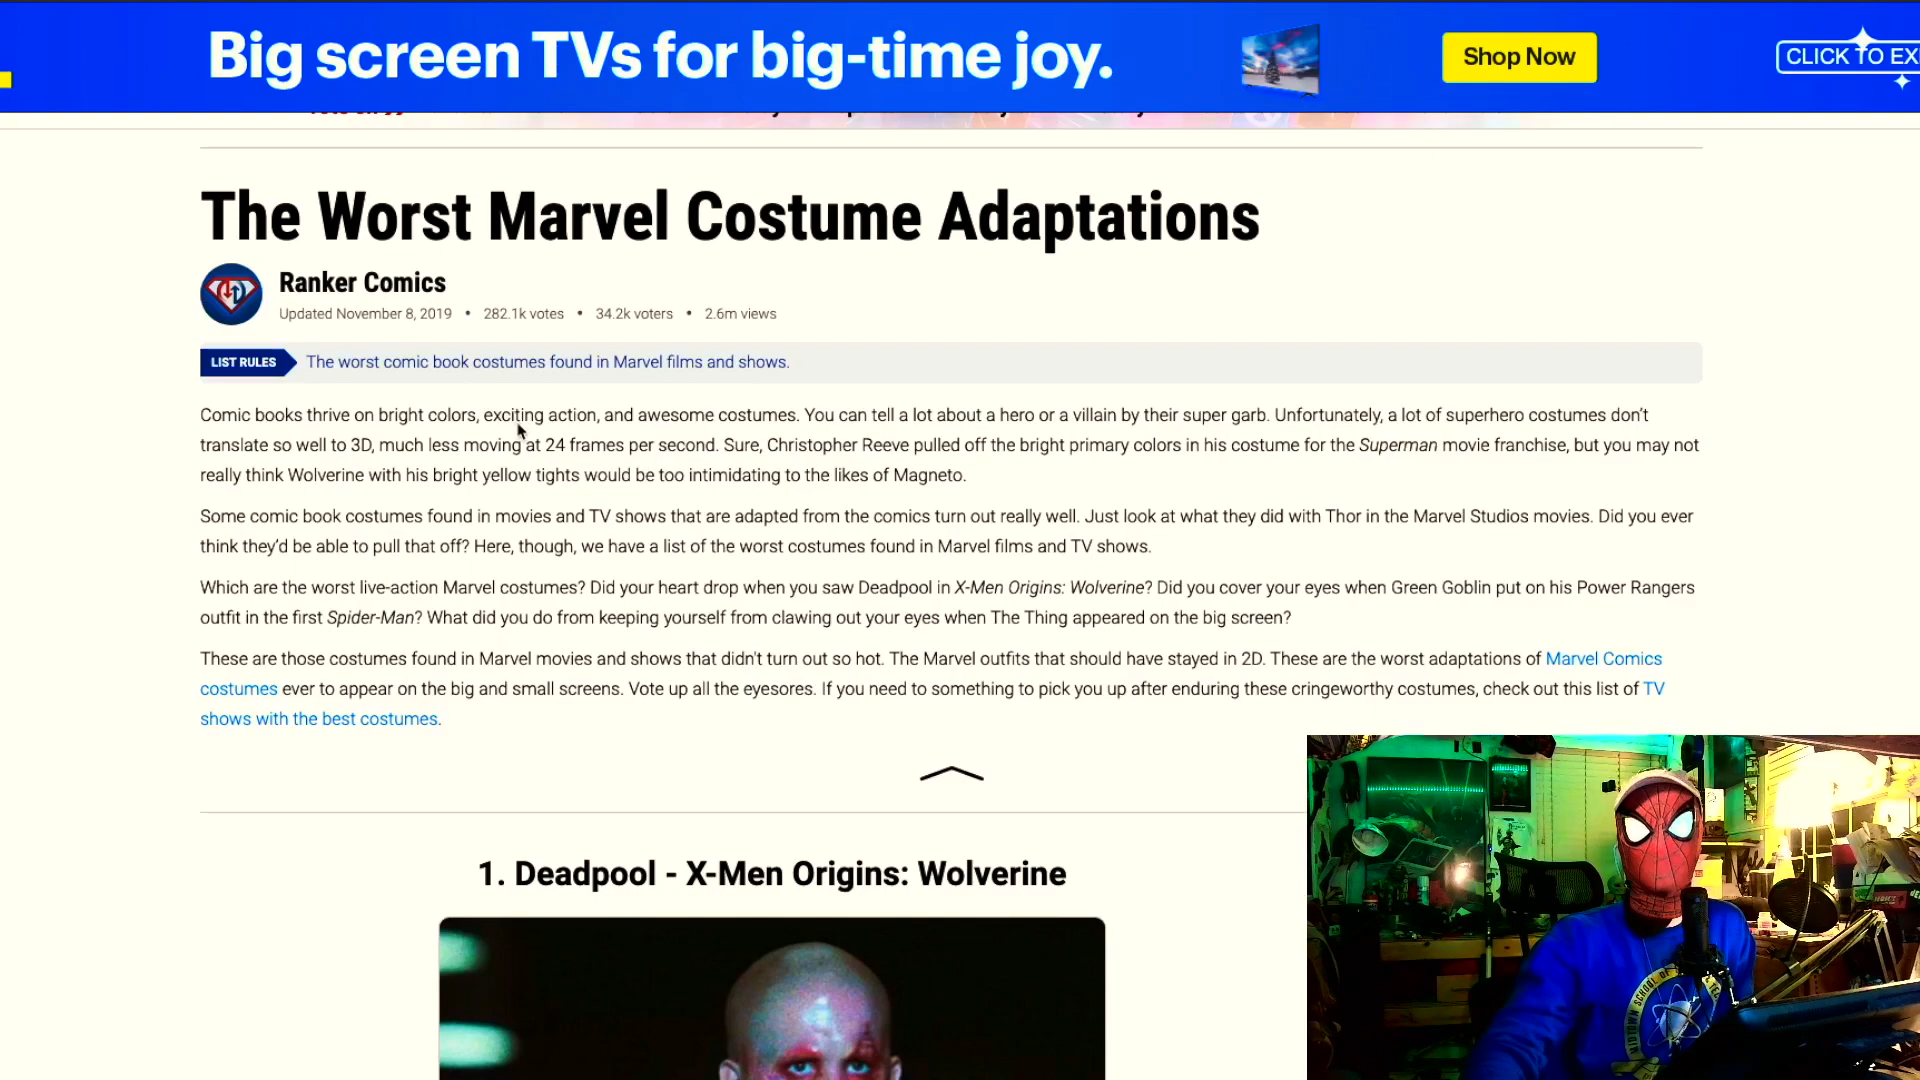 Big screen TVs for big-time joy.
Shop Now
CLICK TO EX
The Worst Marvel Costume Adaptations
Ranker Comics
Updated November 8, 2019 • 282.1k votes • 34.2k voters • 2.6m views
LIST RULES
The worst comic book costumes found in Marvel films and shows.
Comic books thrive on bright colors, exciting action, and awesome costumes. You can tell a lot about a hero or a villain by their super garb. Unfortunately, a lot of superhero costumes don’t
translate so well to 3D, much less moving at 24 frames per second. Sure, Christopher Reeve pulled off the bright primary colors in his costume for the Superman movie franchise, but you may not
really think Wolverine with his bright yellow tights would be too intimidating to the likes of Magneto.
Some comic book costumes found in movies and TV shows that are adapted from the comics turn out really well. Just look at what they did with Thor in the Marvel Studios movies. Did you ever
think they’d be able to pull that off? Here, though, we have a list of the worst costumes found in Marvel films and TV shows.
Which are the worst live-action Marvel costumes? Did your heart drop when you saw Deadpool in X-Men Origins: Wolverine? Did you cover your eyes when Green Goblin put on his Power Rangers
outfit in the first Spider-Man? What did you do from keeping yourself from clawing out your eyes when The Thing appeared on the big screen?
These are those costumes found in Marvel movies and shows that didn't turn out so hot. The Marvel outfits that should have stayed in 2D. These are the worst adaptations of Marvel Comics
costumes ever to appear on the big and small screens. Vote up all the eyesores. If you need to something to pick you up after enduring these cringeworthy costumes, check out this list of TV
shows with the best costumes.
1. Deadpool - X-Men Origins: Wolverine
MIDTOWN SCHOOL OF